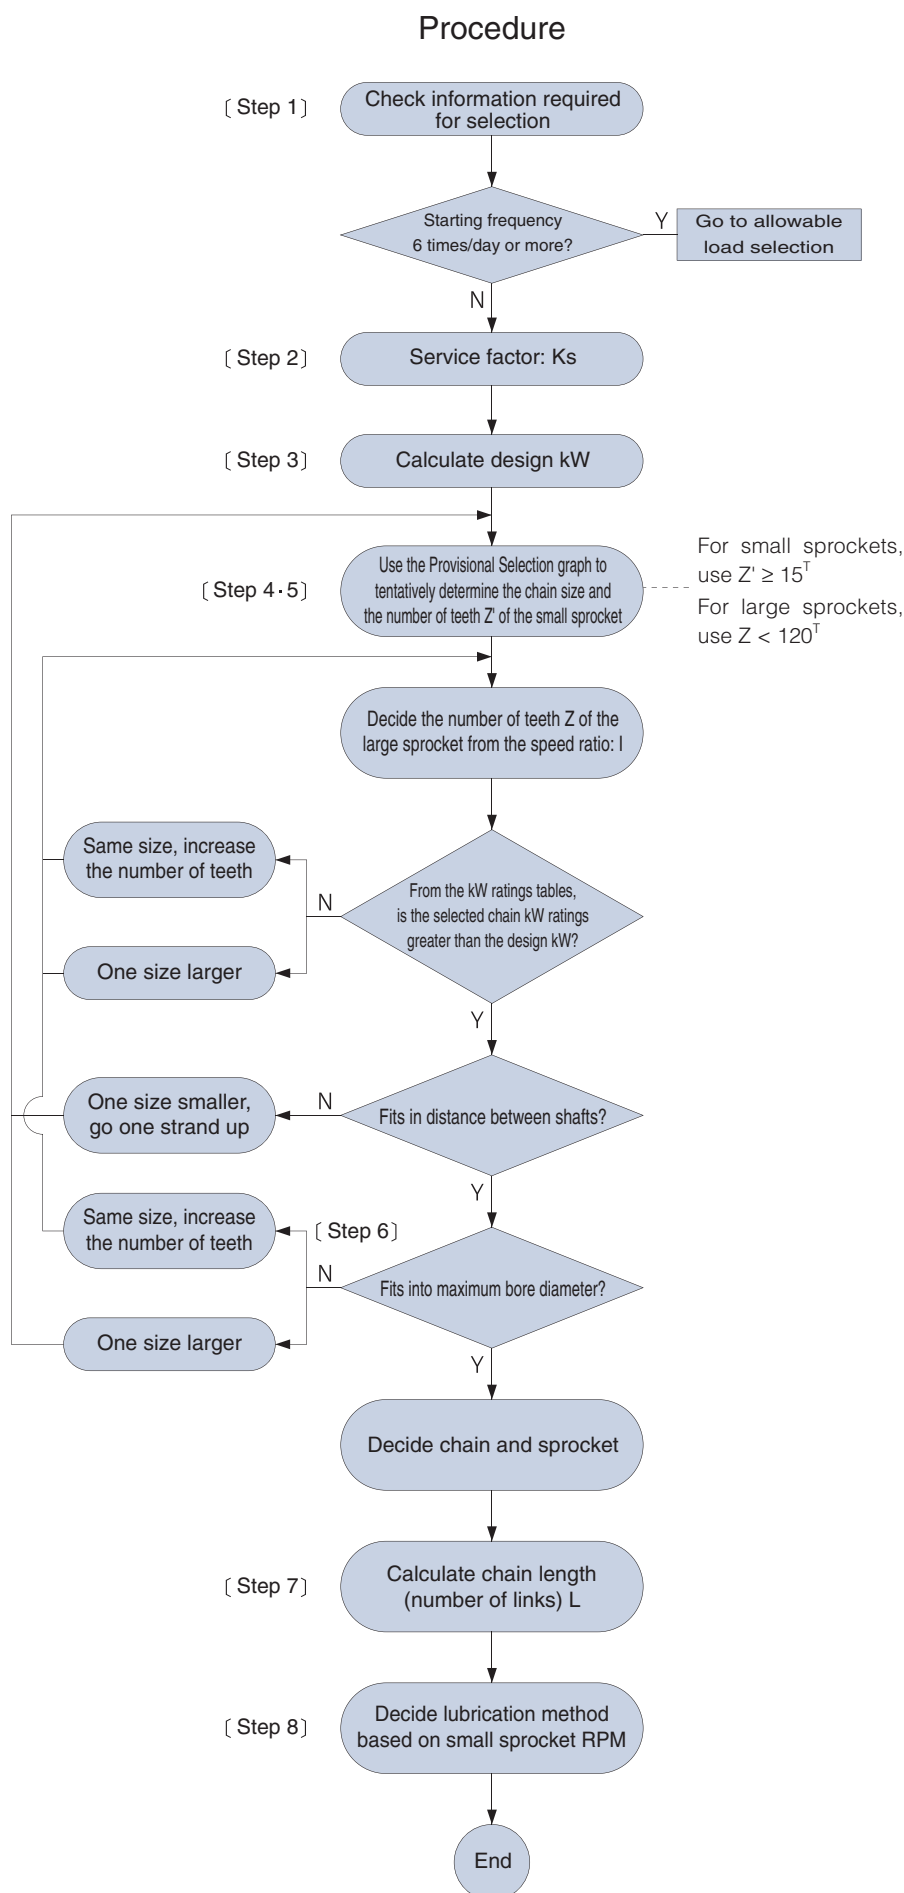 Procedure
〔 Step 1〕
Check information required
for selection
Starting frequency
6 times/day or more?
Y
Go to allowable
load selection
N
〔 Step 2〕
Service factor: Ks
〔 Step 3〕
Calculate design kW
〔Step 4·5〕
Use the Provisional Selection graph to
tentatively determine the chain size and
the number of teeth Z' of the small sprocket
For small sprockets,
use Z' ≥ 15ᵀ
For large sprockets,
use Z < 120ᵀ
Decide the number of teeth Z of the
large sprocket from the speed ratio: I
Same size, increase
the number of teeth
N
From the kW ratings tables,
is the selected chain kW ratings
greater than the design kW?
One size larger
Y
One size smaller,
go one strand up
N
Fits in distance between shafts?
Y
Same size, increase
the number of teeth
〔 Step 6〕
N
Fits into maximum bore diameter?
One size larger
Y
Decide chain and sprocket
〔 Step 7〕
Calculate chain length
(number of links) L
〔 Step 8〕
Decide lubrication method
based on small sprocket RPM
End